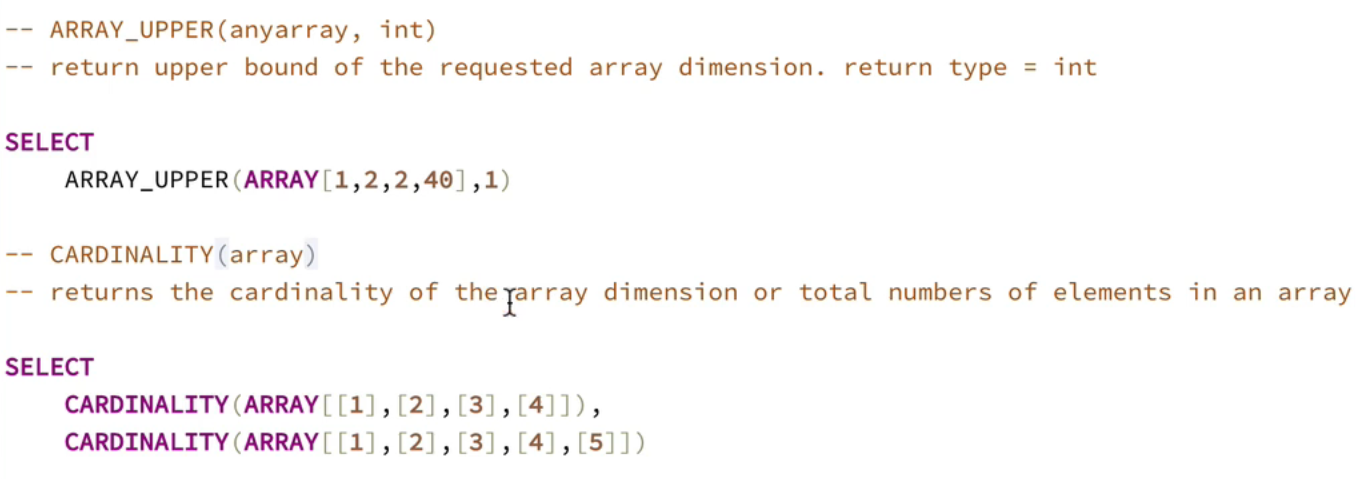 -- ARRAY_UPPER(anyarray, int)
-- return upper bound of the requested array dimension. return type = int
SELECT
ARRAY_UPPER(ARRAY[1,2,2,40],1)
-- CARDINALITY(array)
-- returns the cardinality of the array dimension or total numbers of elements in an array
SELECT
CARDINALITY(ARRAY[[1],[2],[3],[4]]),
CARDINALITY(ARRAY[[1],[2],[3],[4],[5]])